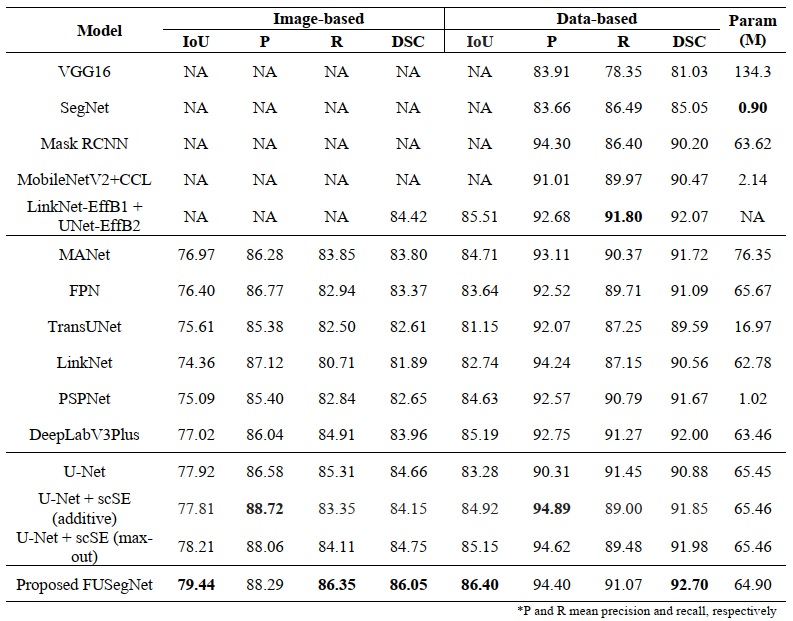 Model Image-based Data-based Param (M)
IoU P R DSC IoU P R DSC
VGG16 NA NA NA NA NA 83.91 78.35 81.03 134.3
SegNet NA NA NA NA NA 83.66 86.49 85.05 0.90
Mask RCNN NA NA NA NA NA 94.30 86.40 90.20 63.62
MobileNetV2+CCL NA NA NA NA NA 91.01 89.97 90.47 2.14
LinkNet-EffB1 + UNet-EffB2 NA NA NA 84.42 85.51 92.68 91.80 92.07 NA
MANet 76.97 86.28 83.85 83.80 84.71 93.11 90.37 91.72 76.35
FPN 76.40 86.77 82.94 83.37 83.64 92.52 89.71 91.09 65.67
TransUNet 75.61 85.38 82.50 82.61 81.15 92.07 87.25 89.59 16.97
LinkNet 74.36 87.12 80.71 81.89 82.74 94.24 87.15 90.56 62.78
PSPNet 75.09 85.40 82.84 82.65 84.63 92.57 90.79 91.67 1.02
DeepLabV3Plus 77.02 86.04 84.91 83.96 85.19 92.75 91.27 92.00 63.46
U-Net 77.92 86.58 85.31 84.66 83.28 90.31 91.45 90.88 65.45
U-Net + scSE (additive) 77.81 88.72 83.35 84.15 84.92 94.89 89.00 91.85 65.46
U-Net + scSE (max-out) 78.21 88.06 84.11 84.75 85.15 94.62 89.48 91.98 65.46
Proposed FUSegNet 79.44 88.29 86.35 86.05 86.40 94.40 91.07 92.70 64.90
*P and R mean precision and recall, respectively